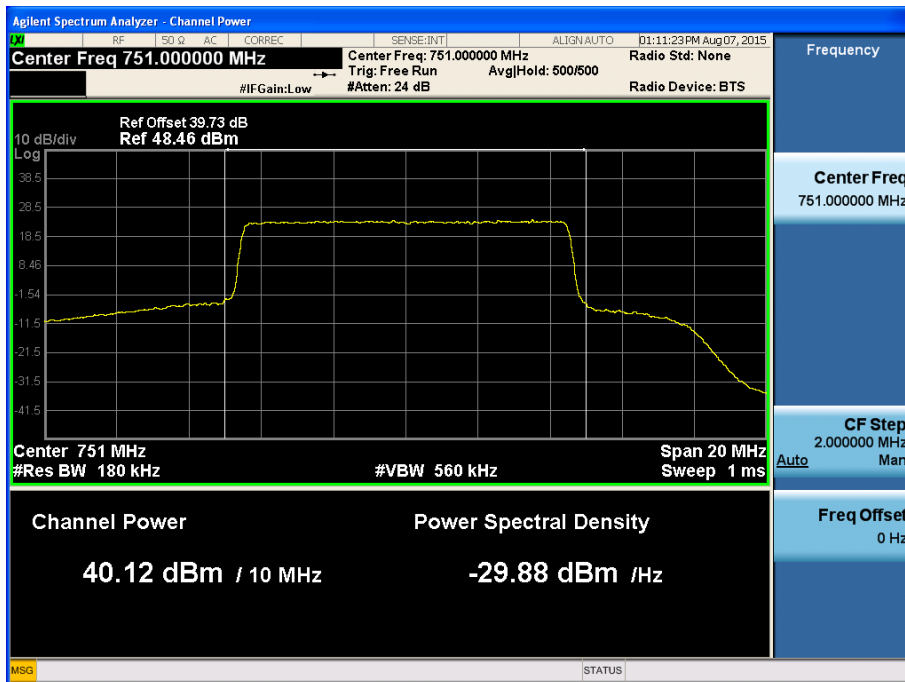 Agilent Spectrum Analyzer - Channel Power
LXI RF 50 Ω AC CORREC SENSE:INT ALIGN AUTO 01:11:23 PM Aug 07, 2015
Center Freq 751.000000 MHz
Center Freq: 751.000000 MHz Radio Std: None
Trig: Free Run Avg|Hold: 500/500
#IFGain:Low #Atten: 24 dB Radio Device: BTS
Frequency
Ref Offset 39.73 dB
10 dB/div Ref 48.46 dBm
Log
38.5
28.5
18.5
8.46
-1.54
-11.5
-21.5
-31.5
-41.5
Center 751 MHz Span 20 MHz
#Res BW 180 kHz #VBW 560 kHz Sweep 1 ms
Channel Power Power Spectral Density
40.12 dBm / 10 MHz -29.88 dBm /Hz
Center Freq
751.000000 MHz
CF Step
2.000000 MHz
Auto Man
Freq Offset
0 Hz
MSG STATUS